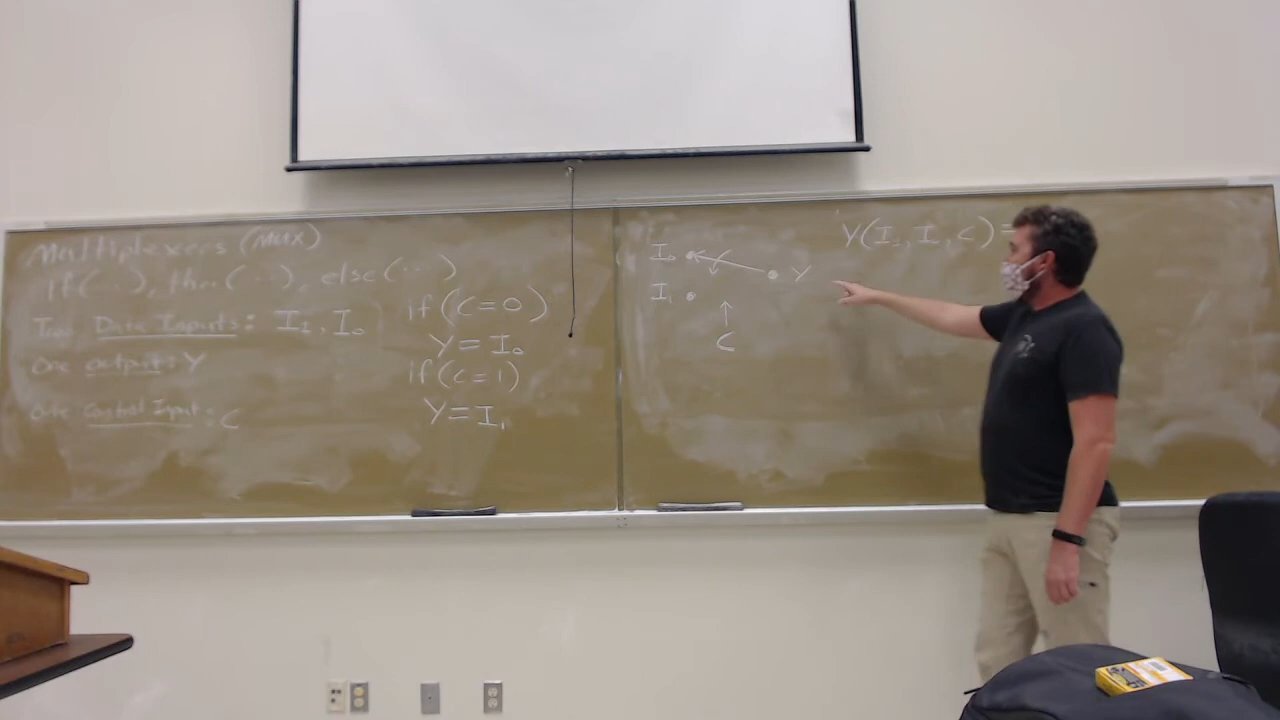 Multiplexers (mux)
if(...), then(...), else(...)
Two Data Inputs: I₁, I₀
One output: Y
One Control Input: C
if(C=0)
Y = I₀
if(C=1)
Y = I₁
I₀
Y
I₁
C
Y(I₁, I, C) =